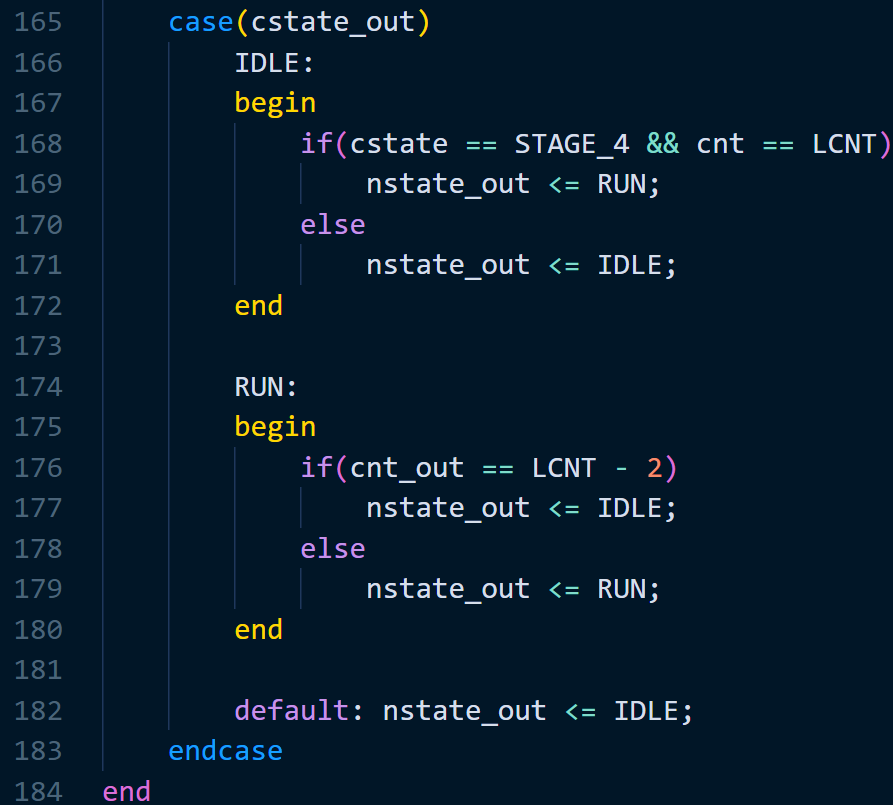 165 case(cstate_out)
166 IDLE:
167 begin
168 if(cstate == STAGE_4 && cnt == LCNT)
169 nstate_out <= RUN;
170 else
171 nstate_out <= IDLE;
172 end
173
174 RUN:
175 begin
176 if(cnt_out == LCNT - 2)
177 nstate_out <= IDLE;
178 else
179 nstate_out <= RUN;
180 end
181
182 default: nstate_out <= IDLE;
183 endcase
184 end